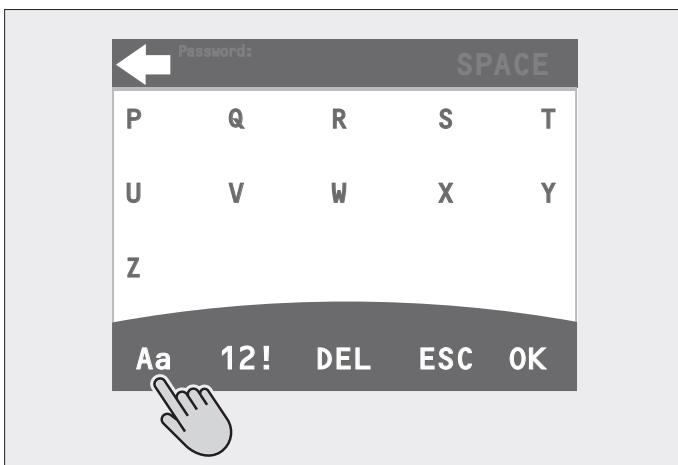 Password: SPACE
P Q R S T
U V W X Y
Z
Aa 12! DEL ESC OK